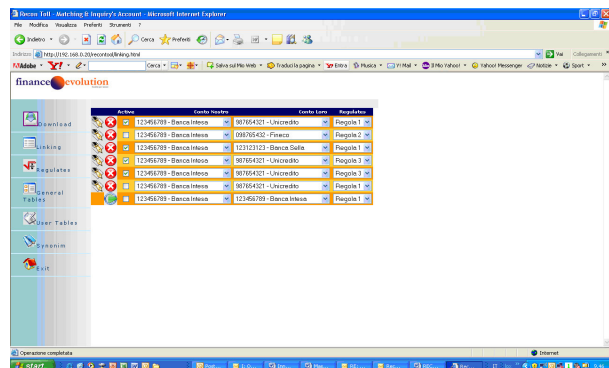 Recon Toll - Matching & Inquiry's Account - Microsoft Internet Explorer
File Modifica Visualizza Preferiti Strumenti ?
Indietro Cerca Preferiti
Indirizzo http://192.168.0.20/recontool/linking.html Vai Collegamenti
Adobe Y! Cerca Salva sul Mio Web Traduci la pagina Entra Musica Y! Mail Il Mio Yahoo! Yahoo! Messenger Notizie Sport
finance evolution
Active Conto Nostro Conto Loro Regulates
123456789 - Banca Intesa 987654321 - Unicredito Regola 1
123456789 - Banca Intesa 098765432 - Fineco Regola 2
123456789 - Banca Intesa 123123123 - Banca Sella Regola 1
123456789 - Banca Intesa 987654321 - Unicredito Regola 3
123456789 - Banca Intesa 987654321 - Unicredito Regola 3
123456789 - Banca Intesa 987654321 - Unicredito Regola 1
123456789 - Banca Intesa 123456789 - Banca Intesa Regola 1
Download
Linking
Regulates
General
Tables
User Tables
Synonim
Exit
Operazione completata Internet
start